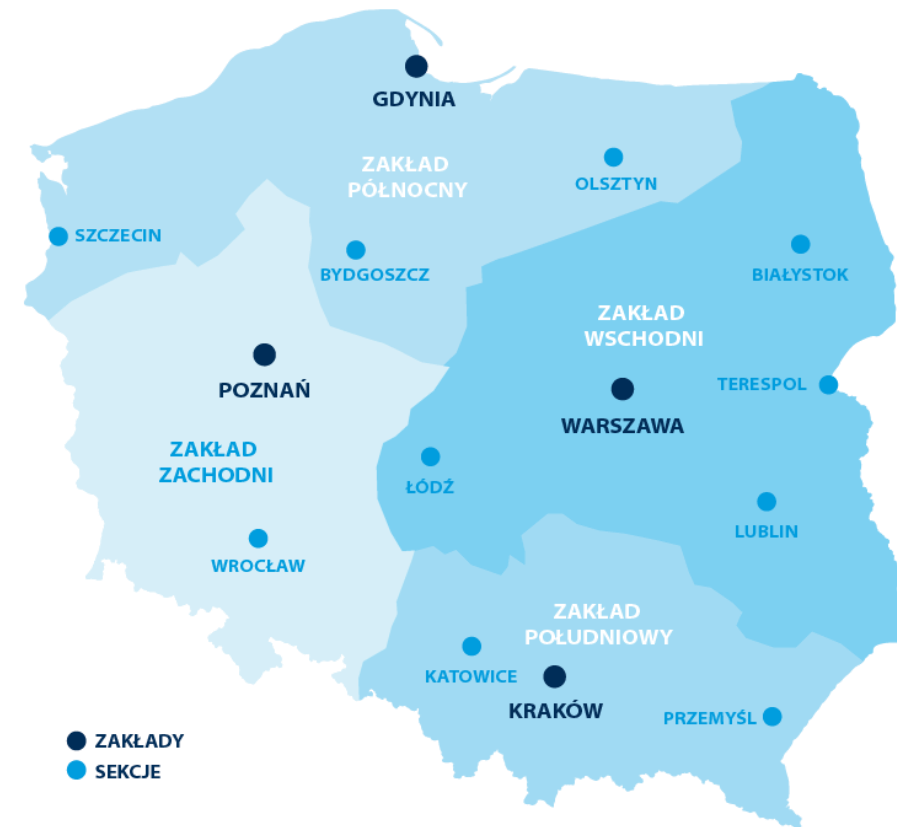 GDYNIA
ZAKŁAD
PÓŁNOCNY
OLSZTYN
SZCZECIN
BYDGOSZCZ
BIAŁYSTOK
ZAKŁAD
WSCHODNI
POZNAŃ
TERESPOL
WARSZAWA
ZAKŁAD
ZACHODNI
ŁÓDŹ
LUBLIN
WROCŁAW
ZAKŁAD
POŁUDNIOWY
KATOWICE
KRAKÓW
PRZEMYŚL
ZAKŁADY
SEKCJE